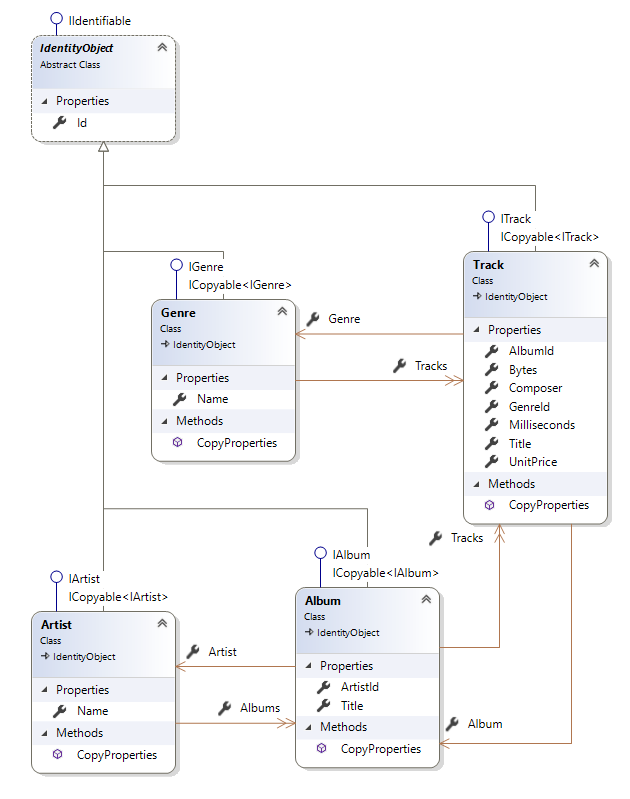 IIdentifiable
IdentityObject
Abstract Class
Properties
Id
ITrack
ICopyable<ITrack>
Track
Class
IdentityObject
Properties
AlbumId
Bytes
Composer
GenreId
Milliseconds
Title
UnitPrice
Methods
CopyProperties
IGenre
ICopyable<IGenre>
Genre
Class
IdentityObject
Properties
Name
Methods
CopyProperties
Genre
Tracks
Tracks
IAlbum
ICopyable<IAlbum>
Album
Class
IdentityObject
Properties
ArtistId
Title
Methods
CopyProperties
IArtist
ICopyable<IArtist>
Artist
Class
IdentityObject
Properties
Name
Methods
CopyProperties
Artist
Albums
Album